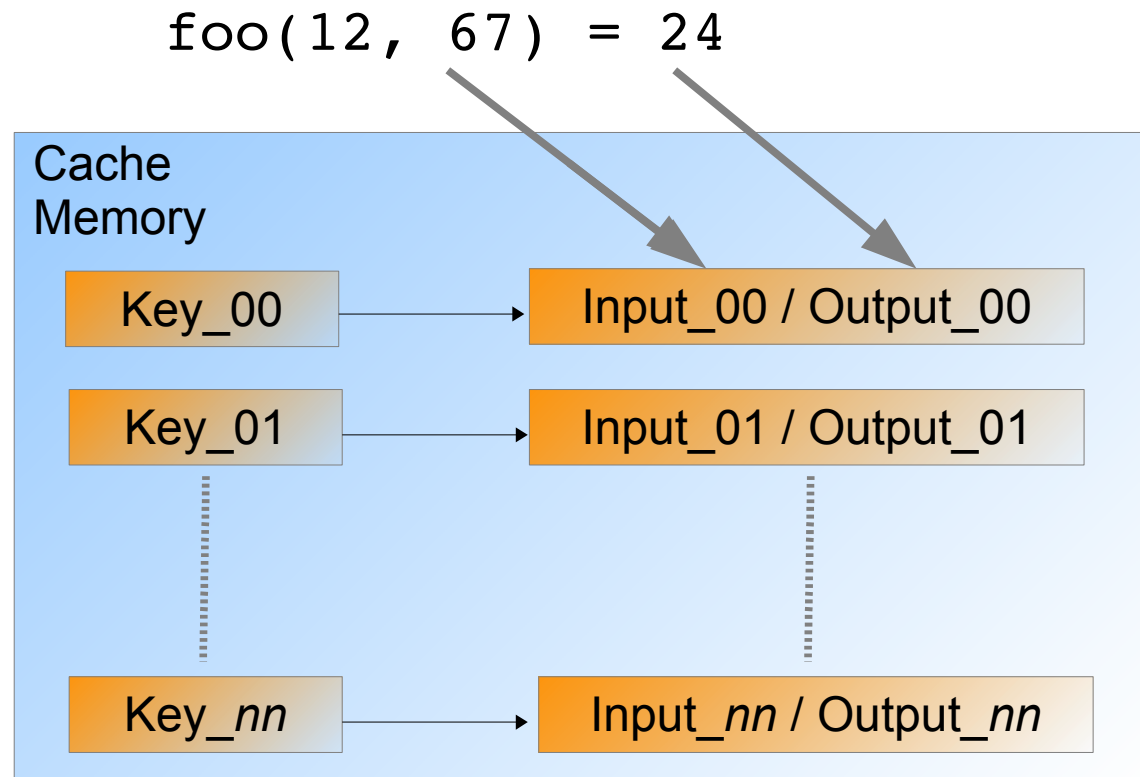 foo(12, 67) = 24
Cache
Memory
Key_00
Input_00 / Output_00
Key_01
Input_01 / Output_01
Key_nn
Input_nn / Output_nn